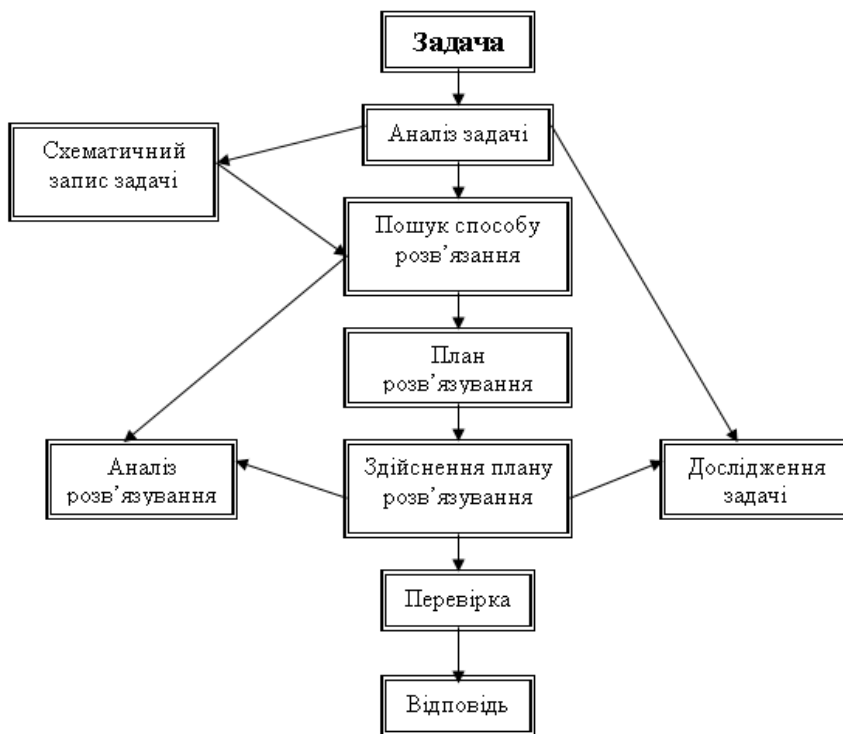 Задача
Аналіз задачі
Схематичний
запис задачі
Пошук способу
розв’язання
План
розв’язування
Аналіз
розв’язування
Здійснення плану
розв’язування
Дослідження
задачі
Перевірка
Відповідь